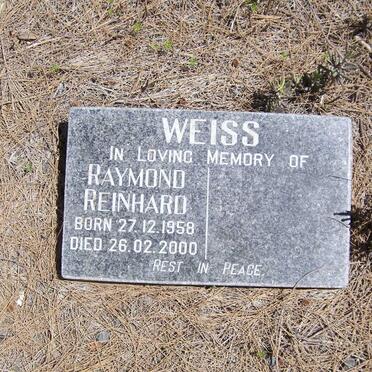 WEISS
IN LOVING MEMORY OF
RAYMOND
REINHARD
BORN 27.12.1958
DIED 26.02.2000
REST IN PEACE